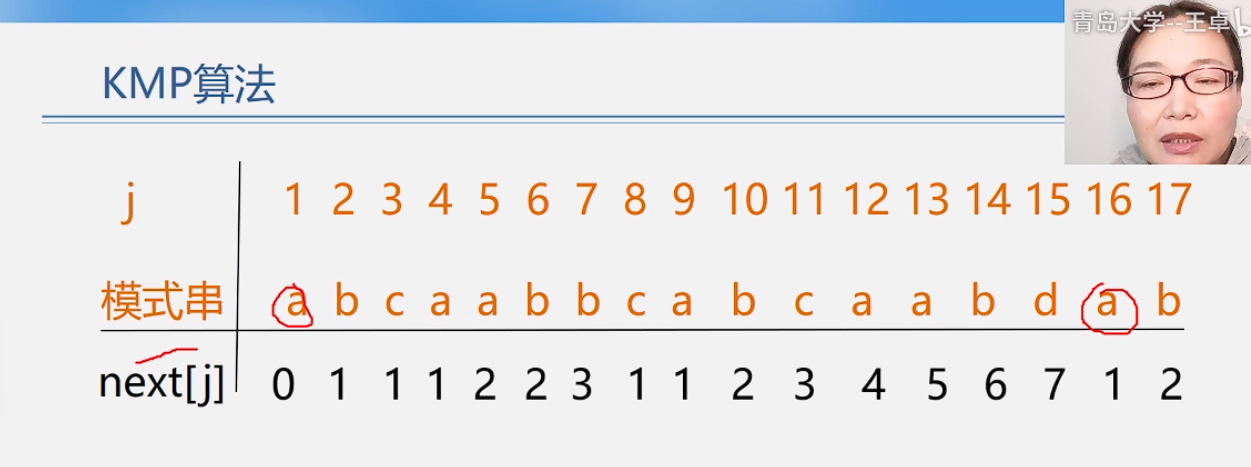 青岛大学--王卓
KMP算法
j 1 2 3 4 5 6 7 8 9 10 11 12 13 14 15 16 17
模式串 a b c a a b b c a b c a a b d a b
next[j] 0 1 1 1 2 2 3 1 1 2 3 4 5 6 7 1 2